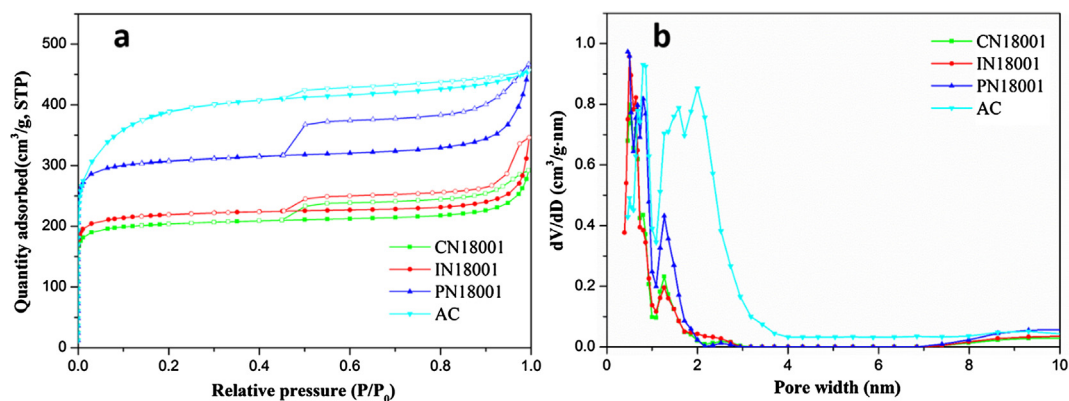 a
Quantity adsorbed(cm³/g, STP)
500
400
300
200
100
0
CN18001
IN18001
PN18001
AC
0.0
0.2
0.4
0.6
0.8
1.0
Relative pressure (P/P₀)
b
dV/dD (cm³/g·nm)
1.0
0.8
0.6
0.4
0.2
0.0
CN18001
IN18001
PN18001
AC
0
2
4
6
8
10
Pore width (nm)